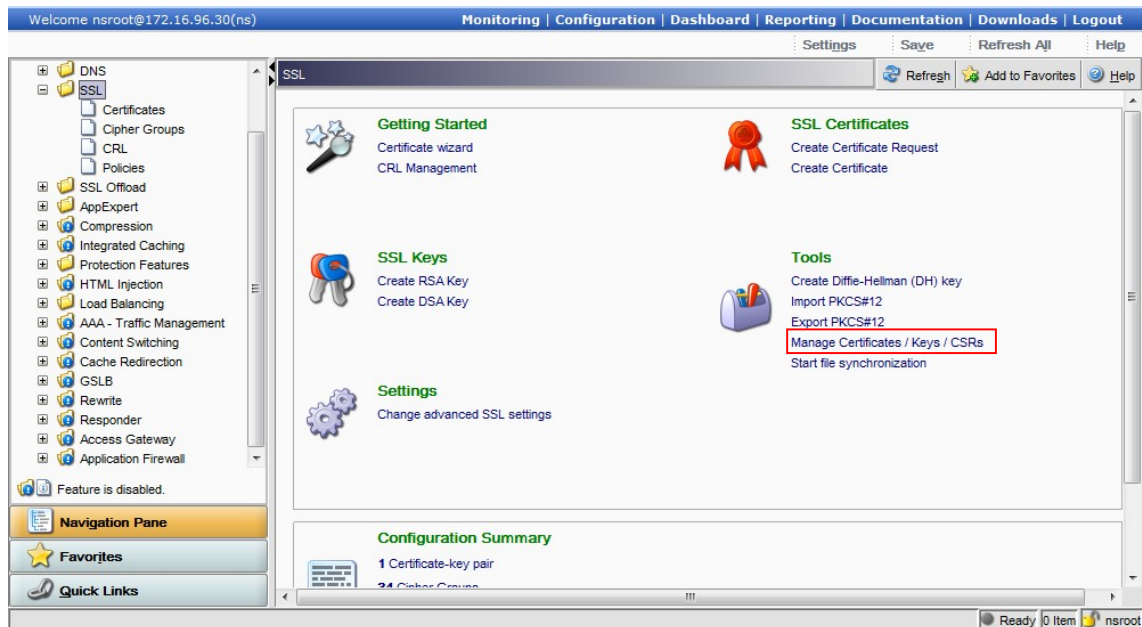 Welcome nsroot@172.16.96.30(ns)
Monitoring | Configuration | Dashboard | Reporting | Documentation | Downloads | Logout
Settings Save Refresh All Help
DNS
SSL
Certificates
Cipher Groups
CRL
Policies
SSL Offload
AppExpert
Compression
Integrated Caching
Protection Features
HTML Injection
Load Balancing
AAA - Traffic Management
Content Switching
Cache Redirection
GSLB
Rewrite
Responder
Access Gateway
Application Firewall
Feature is disabled.
Navigation Pane
Favorites
Quick Links
SSL
Refresh Add to Favorites Help
Getting Started
Certificate wizard
CRL Management
SSL Certificates
Create Certificate Request
Create Certificate
SSL Keys
Create RSA Key
Create DSA Key
Tools
Create Diffie-Hellman (DH) key
Import PKCS#12
Export PKCS#12
Manage Certificates / Keys / CSRs
Start file synchronization
Settings
Change advanced SSL settings
Configuration Summary
1 Certificate-key pair
34 Cipher Groups
Ready 0 Item nsroot